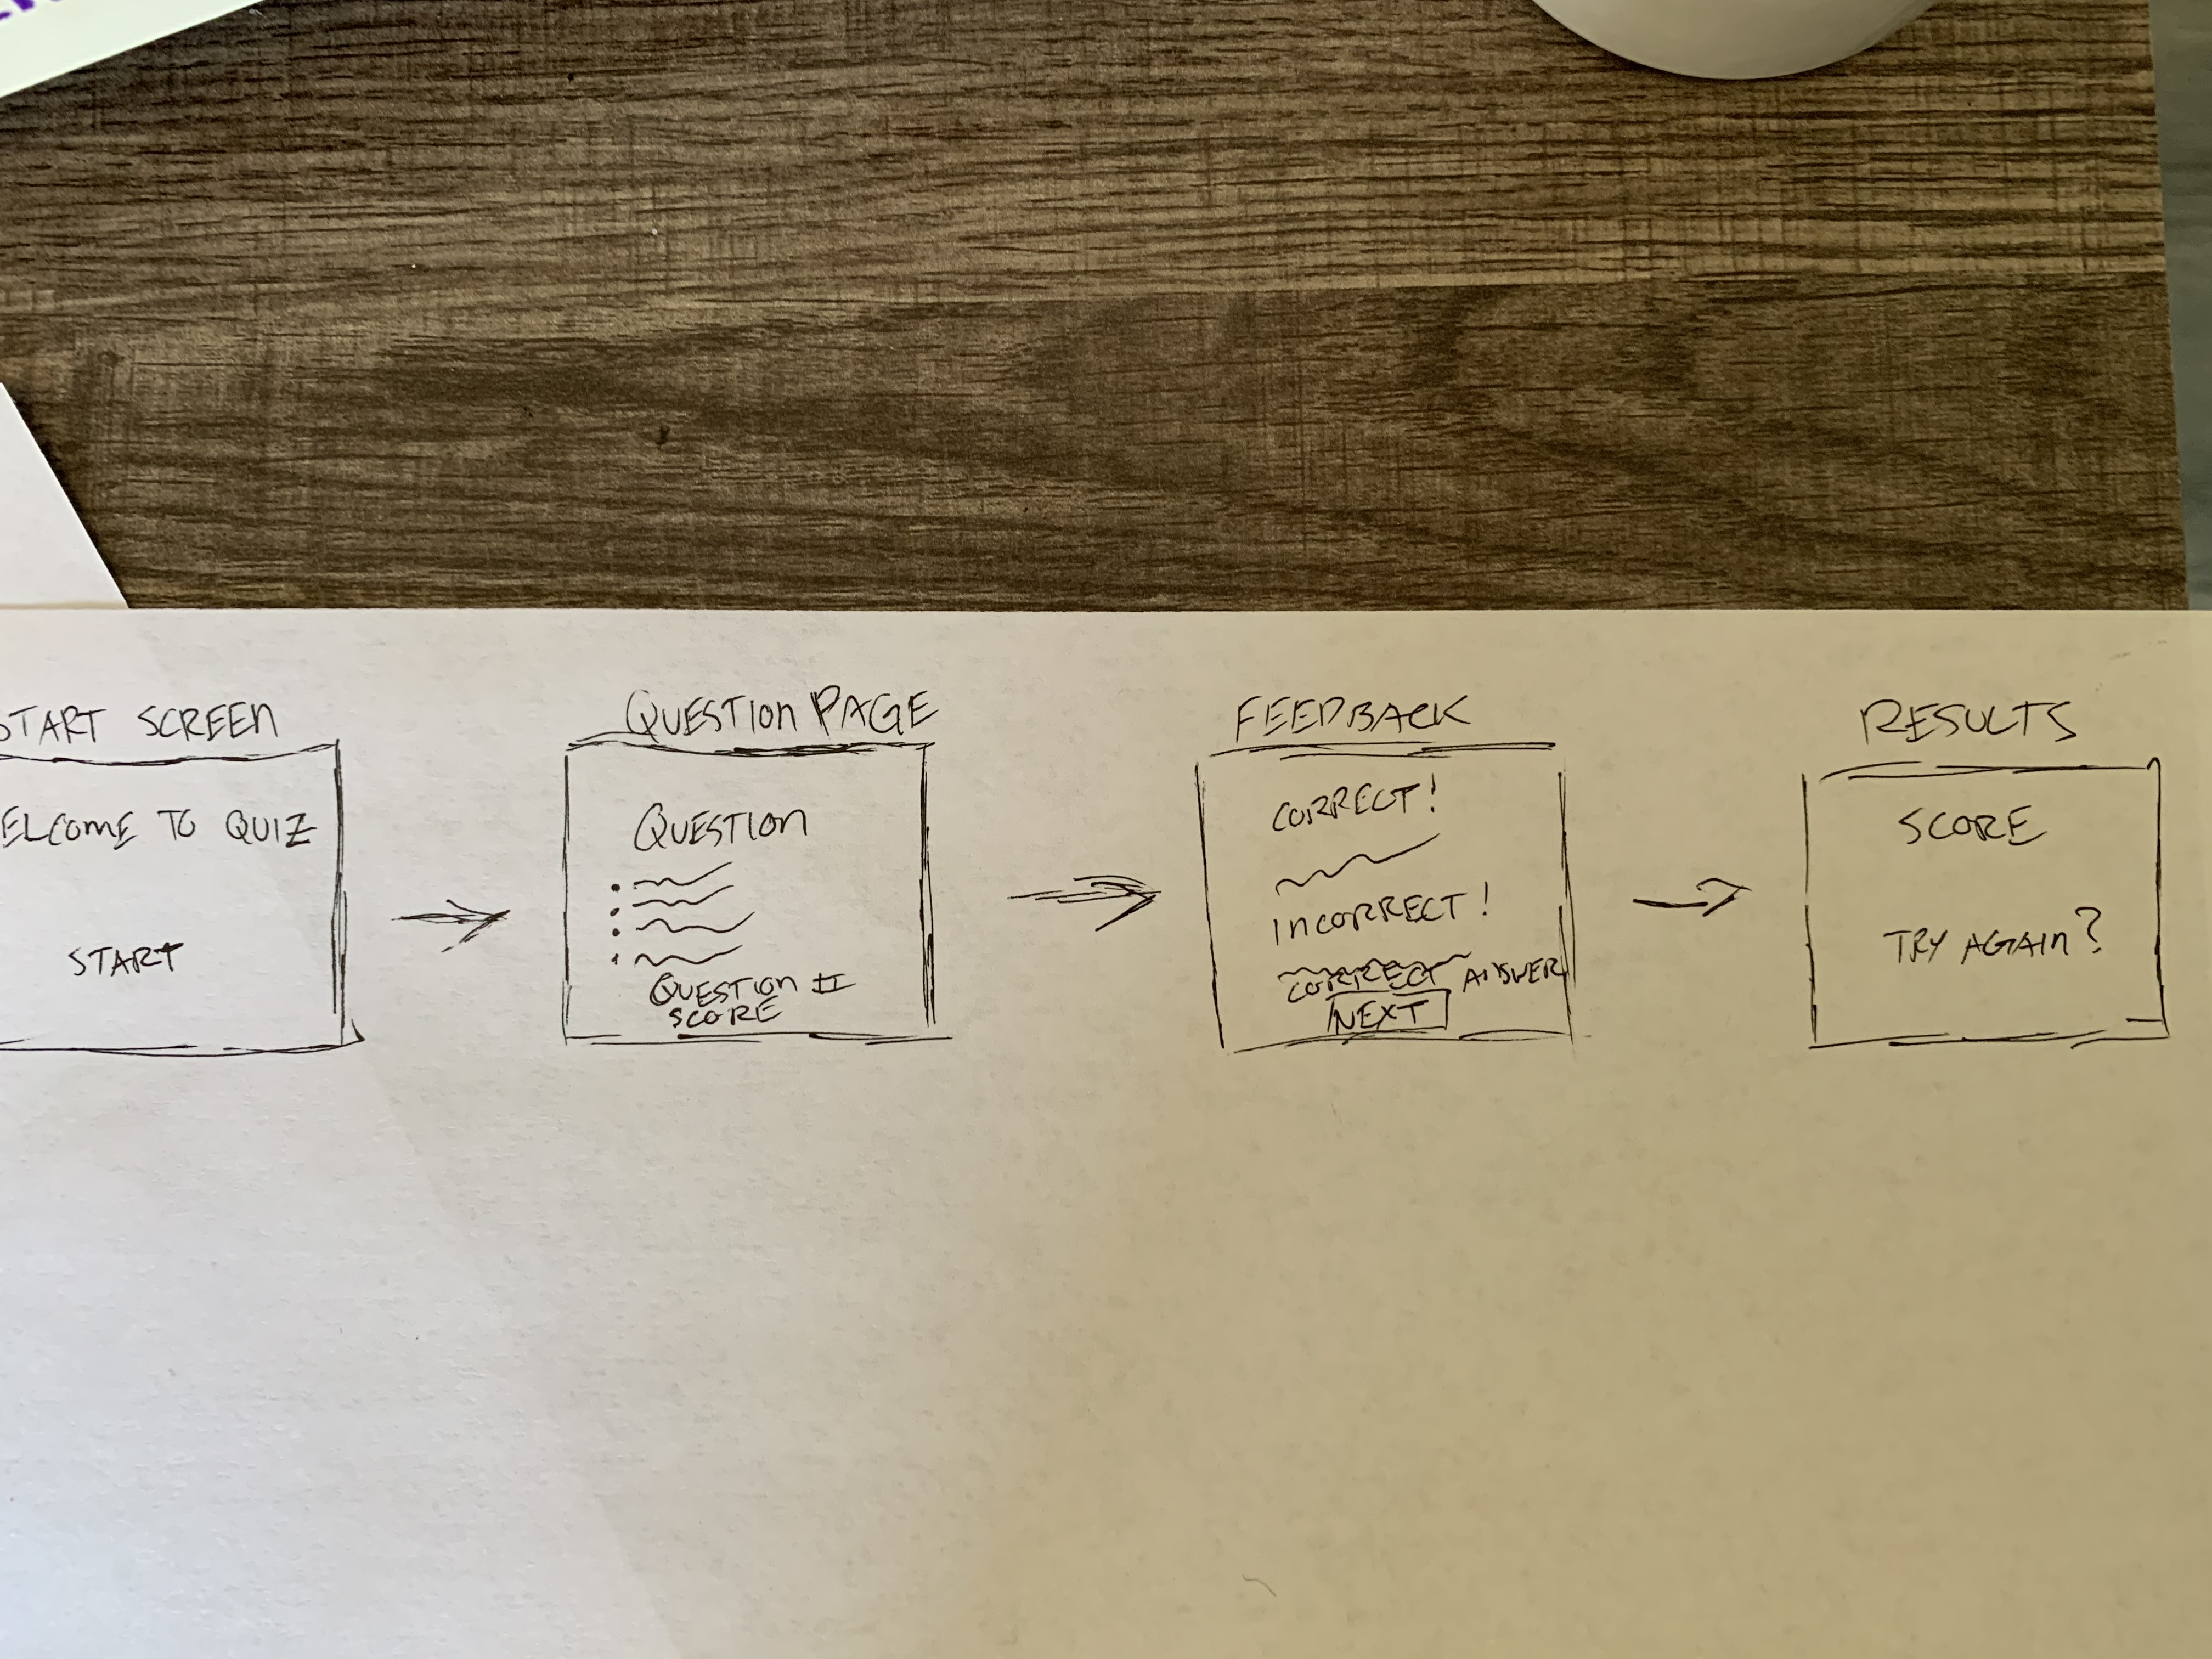 START SCREEN
ELCOME TO QUIZ
START
QUESTION PAGE
QUESTION
QUESTION #
SCORE
FEEDBACK
CORRECT!
INCORRECT!
CORRECT ANSWER
NEXT
RESULTS
SCORE
TRY AGAIN?